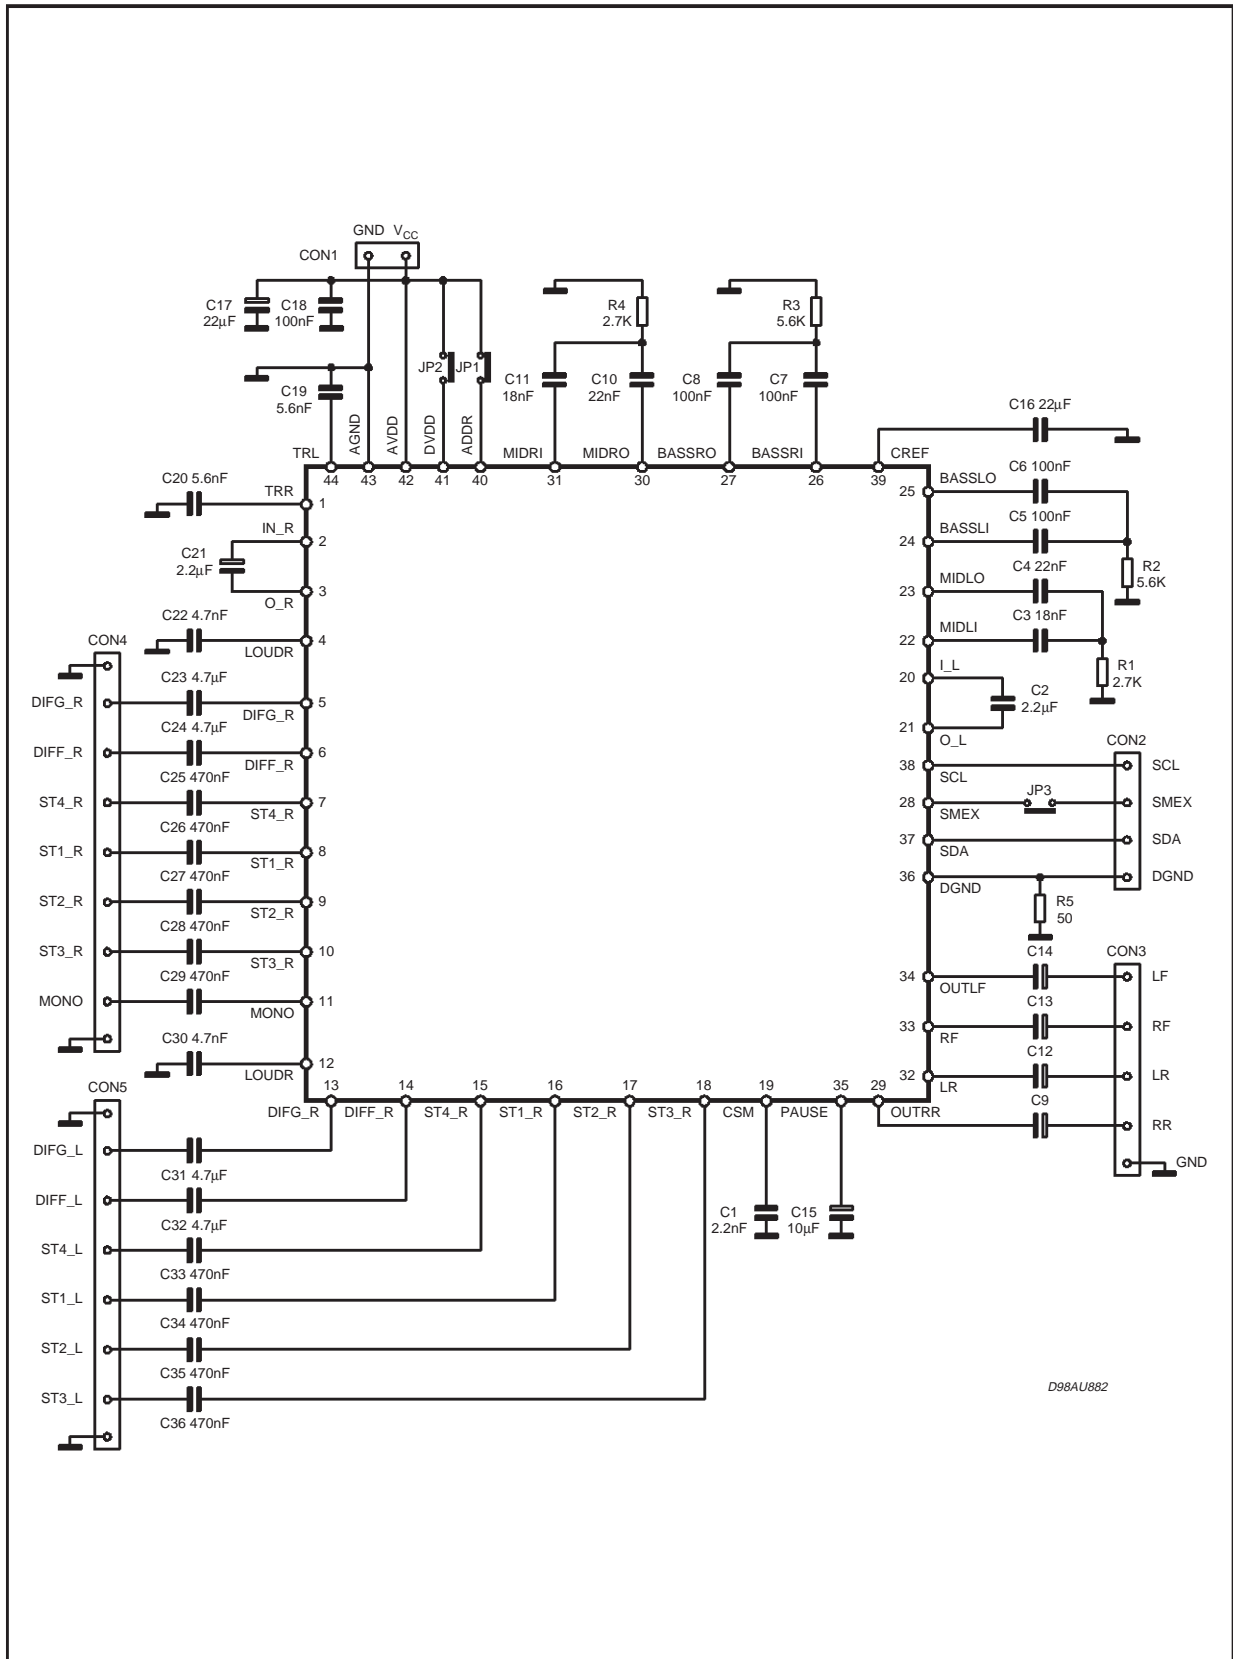 GND VCC
CON1
C17
22µF
C18
100nF
R4
2.7K
R3
5.6K
JP2
JP1
C19
5.6nF
C11
18nF
C10
22nF
C8
100nF
C7
100nF
C16 22µF
TRL
AGND
AVDD
DVDD
ADDR
MIDRI
MIDRO
BASSRO
BASSRI
CREF
44
43
42
41
40
31
30
27
26
39
C20 5.6nF
TRR
1
IN_R
2
C21
2.2µF
3
O_R
C22 4.7nF
4
LOUDR
CON4
C23 4.7µF
DIFG_R
5
DIFG_R
C24 4.7µF
DIFF_R
6
DIFF_R
C25 470nF
ST4_R
7
ST4_R
C26 470nF
ST1_R
8
ST1_R
C27 470nF
ST2_R
9
ST2_R
C28 470nF
ST3_R
10
ST3_R
C29 470nF
MONO
11
MONO
C30 4.7nF
12
LOUDR
C6 100nF
25
BASSLO
C5 100nF
24
BASSLI
R2
5.6K
C4 22nF
23
MIDLO
C3 18nF
22
MIDLI
R1
2.7K
20
I_L
C2
2.2µF
21
O_L
CON2
38
SCL
SCL
JP3
28
SMEX
SMEX
37
SDA
SDA
36
DGND
DGND
R5
50
C14
CON3
34
OUTLF
LF
C13
33
RF
RF
C12
32
LR
LR
C9
RR
GND
CON5
13
14
15
16
17
18
19
35
29
DIFG_R
DIFF_R
ST4_R
ST1_R
ST2_R
ST3_R
CSM
PAUSE
OUTRR
DIFG_L
C31 4.7µF
DIFF_L
C32 4.7µF
ST4_L
C33 470nF
ST1_L
C34 470nF
ST2_L
C35 470nF
ST3_L
C36 470nF
C1
2.2nF
C15
10µF
D98AU882